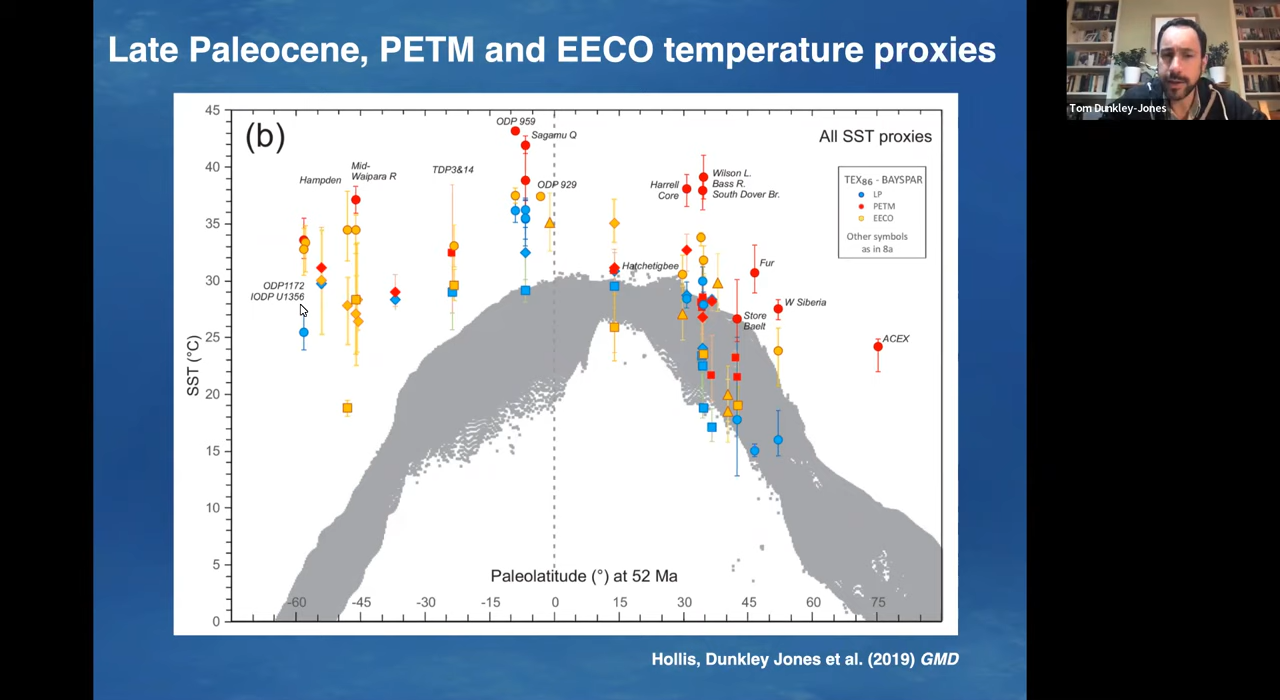 Late Paleocene, PETM and EECO temperature proxies
Tom Dunkley-Jones
(b)
All SST proxies
45
40
35
30
25
20
15
10
5
0
SST (°C)
ODP 959
Sagamu Q
ODP 929
TDP3&14
Mid-
Waipara R
Hampden
ODP1172
IODP U1356
Hatchetigbee
Harrell
Core
Wilson L.
Bass R.
South Dover Br.
Fur
Store
Baelt
W Siberia
ACEX
TEX86 - BAYSPAR
LP
PETM
EECO
Other symbols
as in 8a
Paleolatitude (°) at 52 Ma
-60 -45 -30 -15 0 15 30 45 60 75
Hollis, Dunkley Jones et al. (2019) GMD